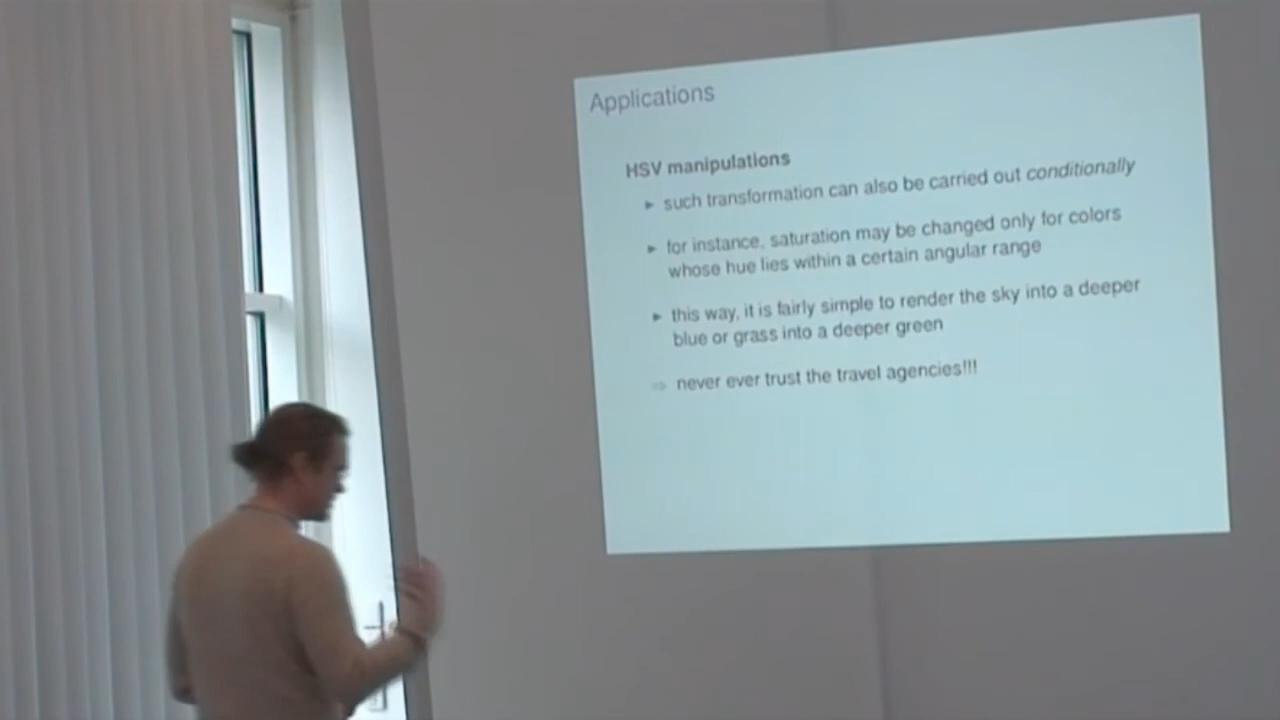 Applications
HSV manipulations
► such transformation can also be carried out conditionally
► for instance, saturation may be changed only for colors
whose hue lies within a certain angular range
► this way, it is fairly simple to render the sky into a deeper
blue or grass into a deeper green
⇒ never ever trust the travel agencies!!!